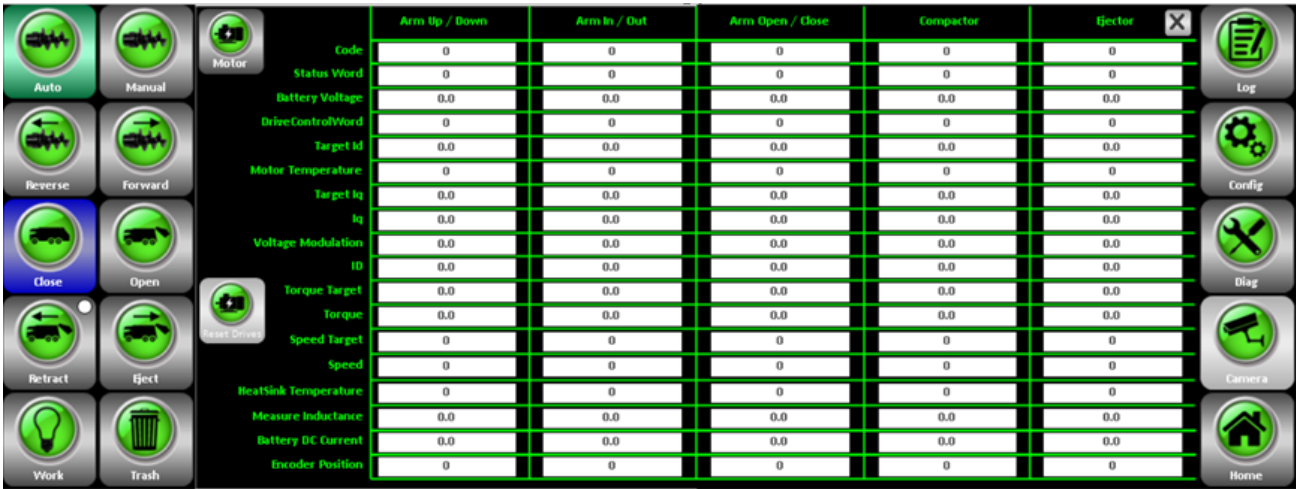 Arm Up / Down Arm In / Out Arm Open / Close Compactor Ejector X
Motor
Code 0 0 0 0 0
Status Word 0 0 0 0 0
Battery Voltage 0.0 0.0 0.0 0.0 0.0
DriveControlWord 0 0 0 0 0
Target Id 0.0 0.0 0.0 0.0 0.0
Motor Temperature 0 0 0 0 0
Target Iq 0.0 0.0 0.0 0.0 0.0
Iq 0.0 0.0 0.0 0.0 0.0
Voltage Modulation 0.0 0.0 0.0 0.0 0.0
ID 0.0 0.0 0.0 0.0 0.0
Torque Target 0.0 0.0 0.0 0.0 0.0
Torque 0.0 0.0 0.0 0.0 0.0
Reset Drives
Speed Target 0 0 0 0 0
Speed 0 0 0 0 0
HeatSink Temperature 0 0 0 0 0
Measure Inductance 0.0 0.0 0.0 0.0 0.0
Battery DC Current 0.0 0.0 0.0 0.0 0.0
Encoder Position 0 0 0 0 0
Auto Manual
Reverse Forward
Close Open
Retract Eject
Work Trash
Log
Config
Diag
Camera
Home